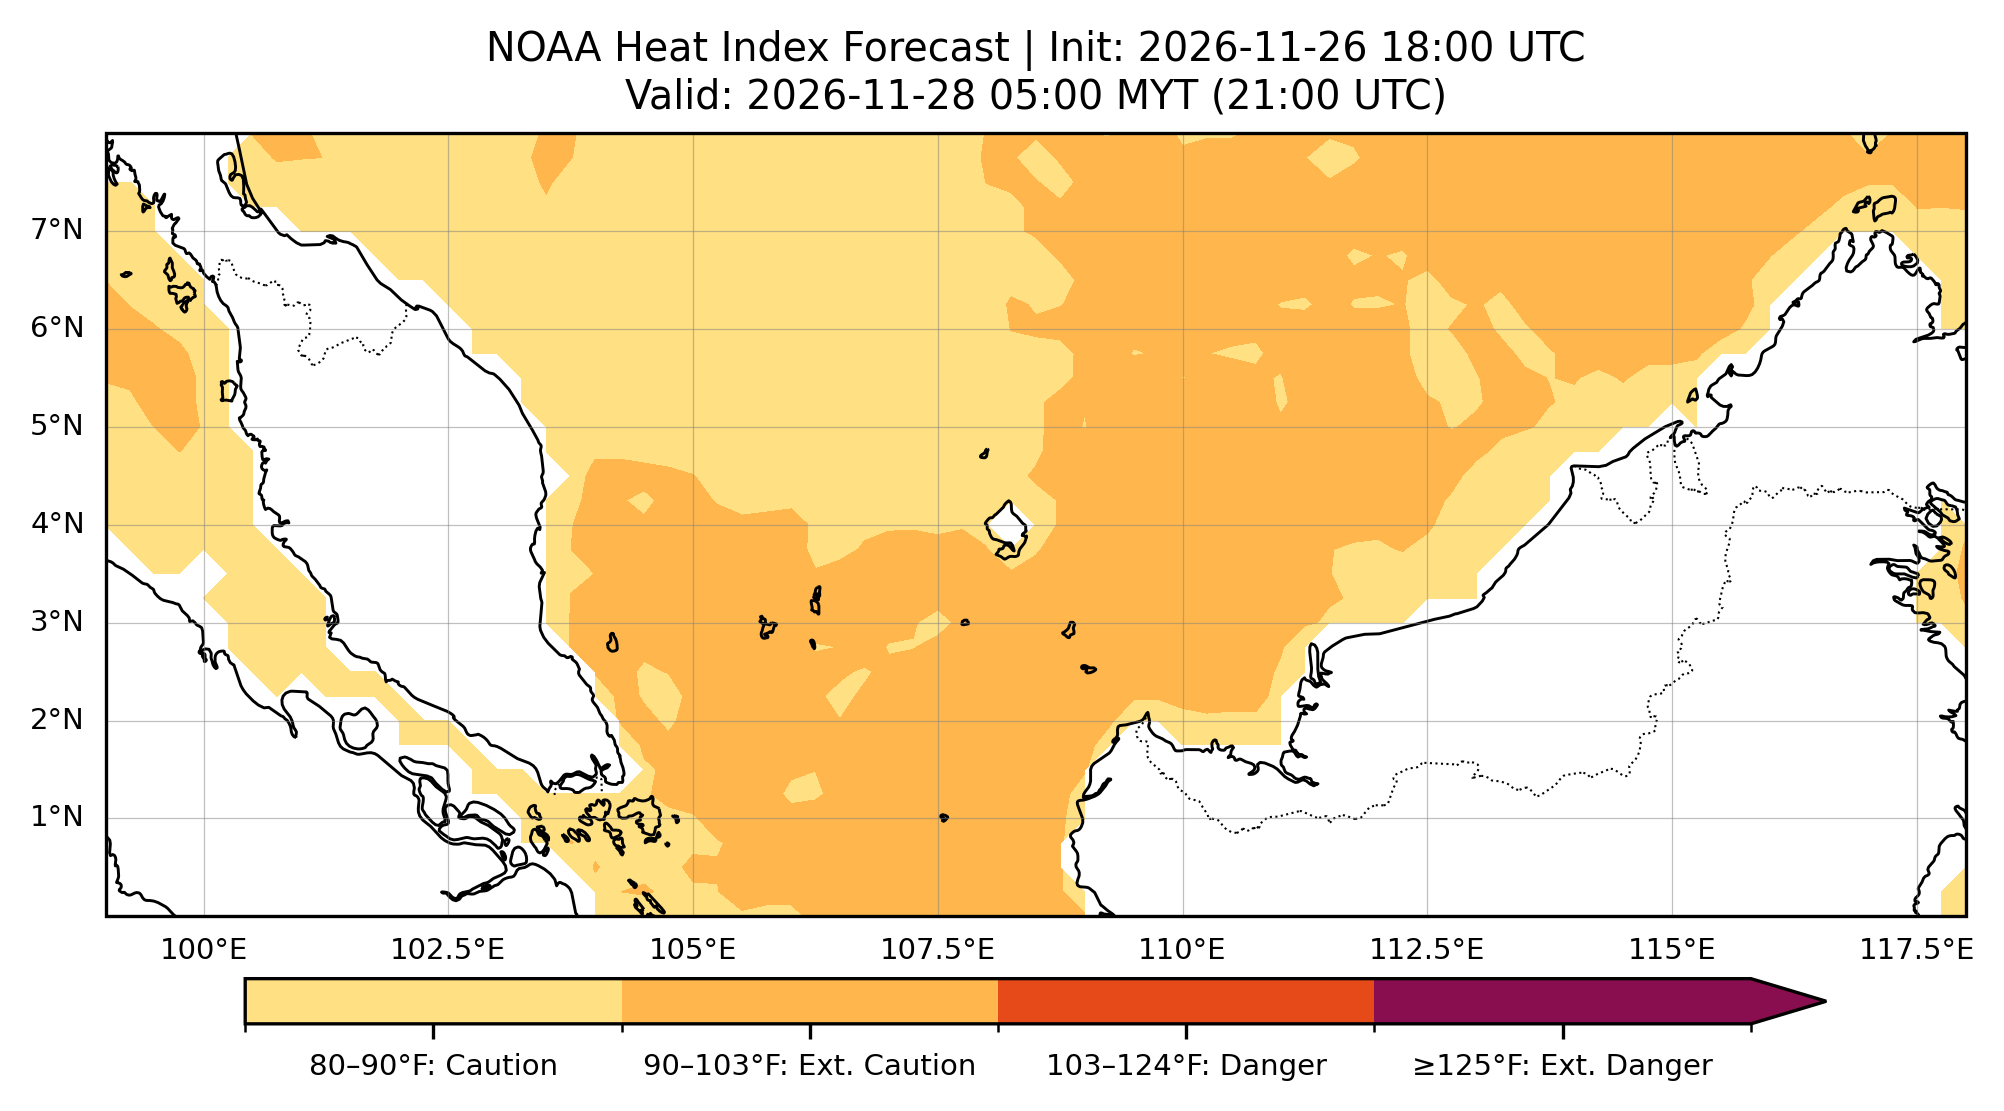 NOAA Heat Index Forecast | Init: 2026-11-26 18:00 UTC
Valid: 2026-11-28 05:00 MYT (21:00 UTC)
7°N
6°N
5°N
4°N
3°N
2°N
1°N
100°E 102.5°E 105°E 107.5°E 110°E 112.5°E 115°E 117.5°E
80–90°F: Caution 90–103°F: Ext. Caution 103–124°F: Danger ≥125°F: Ext. Danger